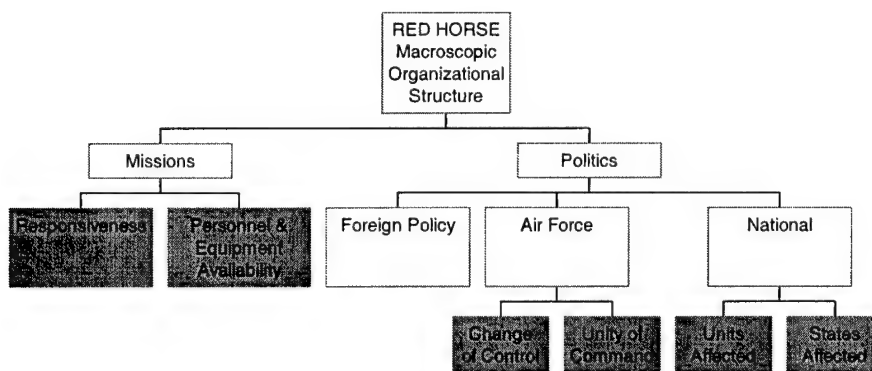 RED HORSE
Macroscopic
Organizational
Structure
Missions
Politics
Responsiveness
Personnel &
Equipment
Availability
Foreign Policy
Air Force
National
Change
of Control
Unity of
Command
Units
Affected
States
Affected